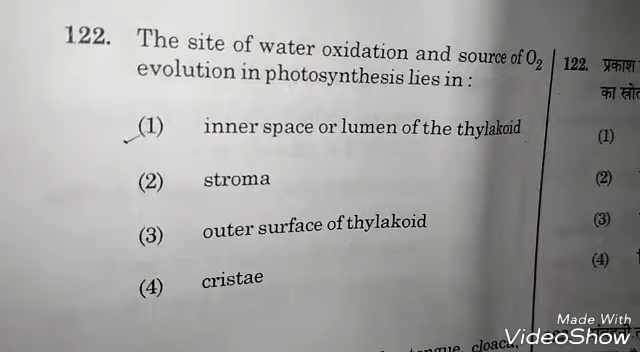 122. The site of water oxidation and source of O₂
evolution in photosynthesis lies in :
(1) inner space or lumen of the thylakoid
(2) stroma
(3) outer surface of thylakoid
(4) cristae
122. प्रकाश
का स्रोत
(1)
(2)
(3)
(4)
tongue, cloaca,
Made With
VideoShow